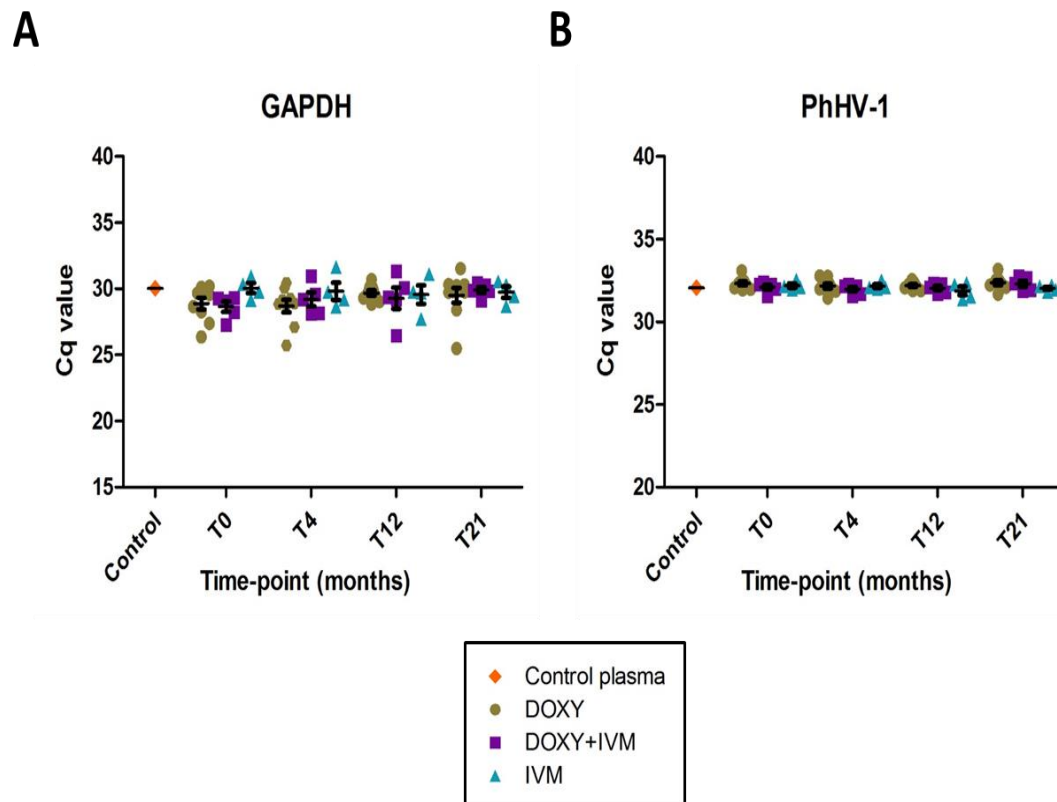 A
B
GAPDH
PhHV-1
40
35
30
25
20
15
Cq value
Control
T0
T4
T12
T21
Time-point (months)
40
35
30
25
20
Cq value
Control
T0
T4
T12
T21
Time-point (months)
Control plasma
DOXY
DOXY+IVM
IVM